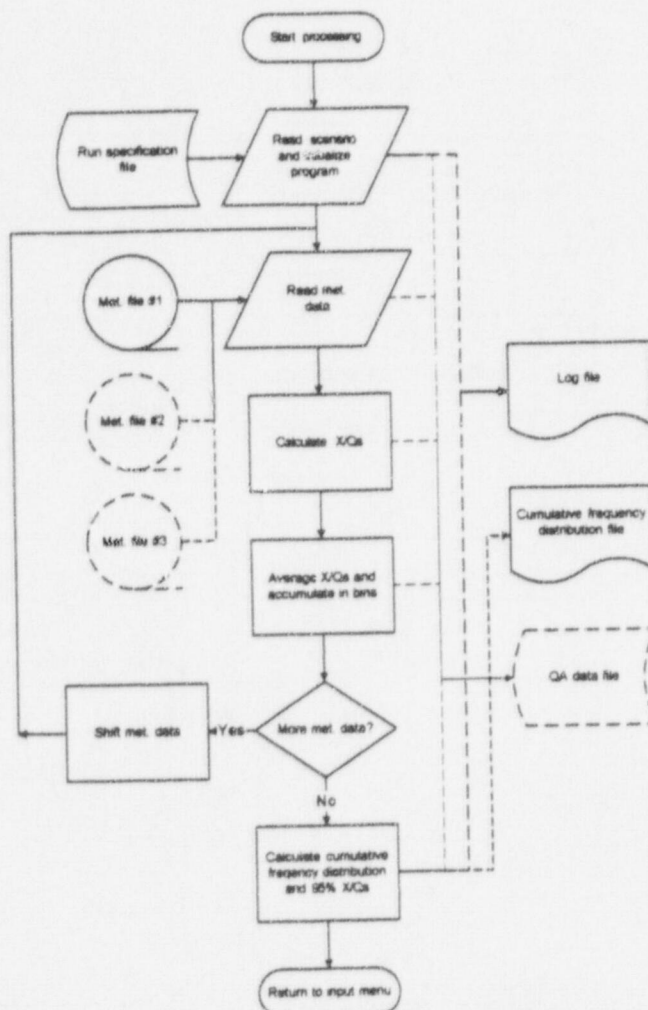 Start processing
Run specification
file
Read scenario
and initialize
program
Met. file #1
Read met.
data
Log file
Met. file #2
Calculate X/Qs
Met. file #3
Cumulative frequency
distribution file
Average X/Qs and
accumulate in bins
QA data file
Shift met. data
Yes
More met. data?
No
Calculate cumulative
freqency distribution
and 95% X/Qs
Return to input menu